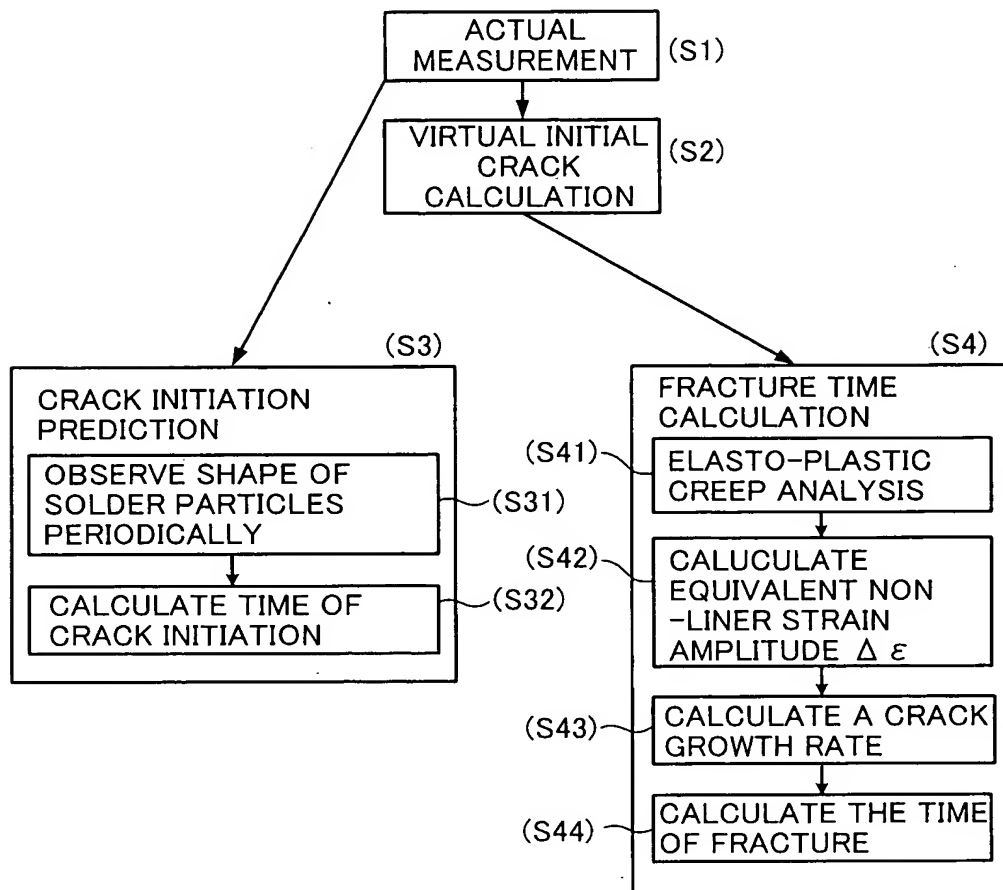 ACTUAL
MEASUREMENT
(S1)
VIRTUAL INITIAL
CRACK
CALCULATION
(S2)
(S3)
CRACK INITIATION
PREDICTION
OBSERVE SHAPE OF
SOLDER PARTICLES
PERIODICALLY
(S31)
CALCULATE TIME OF
CRACK INITIATION
(S32)
(S4)
FRACTURE TIME
CALCULATION
(S41)
ELASTO-PLASTIC
CREEP ANALYSIS
(S42)
CALUCULATE
EQUIVALENT NON
-LINER STRAIN
AMPLITUDE Δ ε
(S43)
CALCULATE A CRACK
GROWTH RATE
(S44)
CALCULATE THE TIME
OF FRACTURE